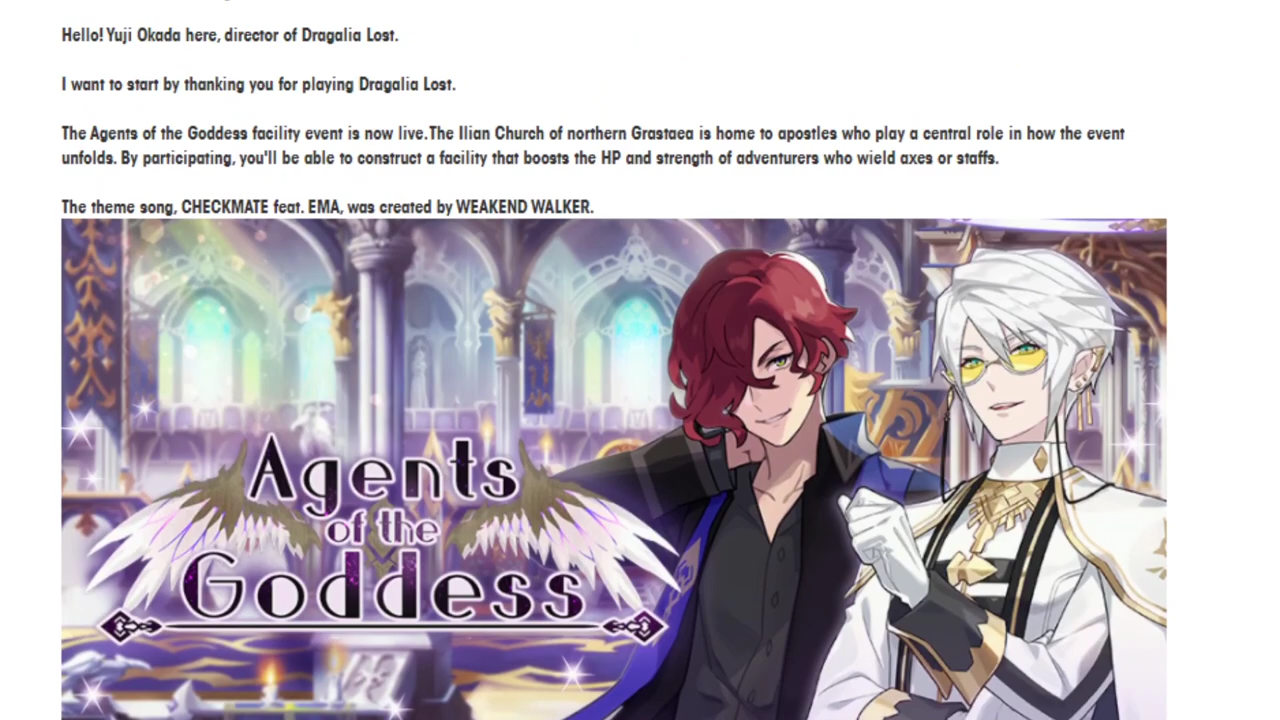 Hello! Yuji Okada here, director of Dragalia Lost.
I want to start by thanking you for playing Dragalia Lost.
The Agents of the Goddess facility event is now live.The Ilian Church of northern Grastaea is home to apostles who play a central role in how the event
unfolds. By participating, you'll be able to construct a facility that boosts the HP and strength of adventurers who wield axes or staffs.
The theme song, CHECKMATE feat. EMA, was created by WEAKEND WALKER.
Agents
of the
Goddess